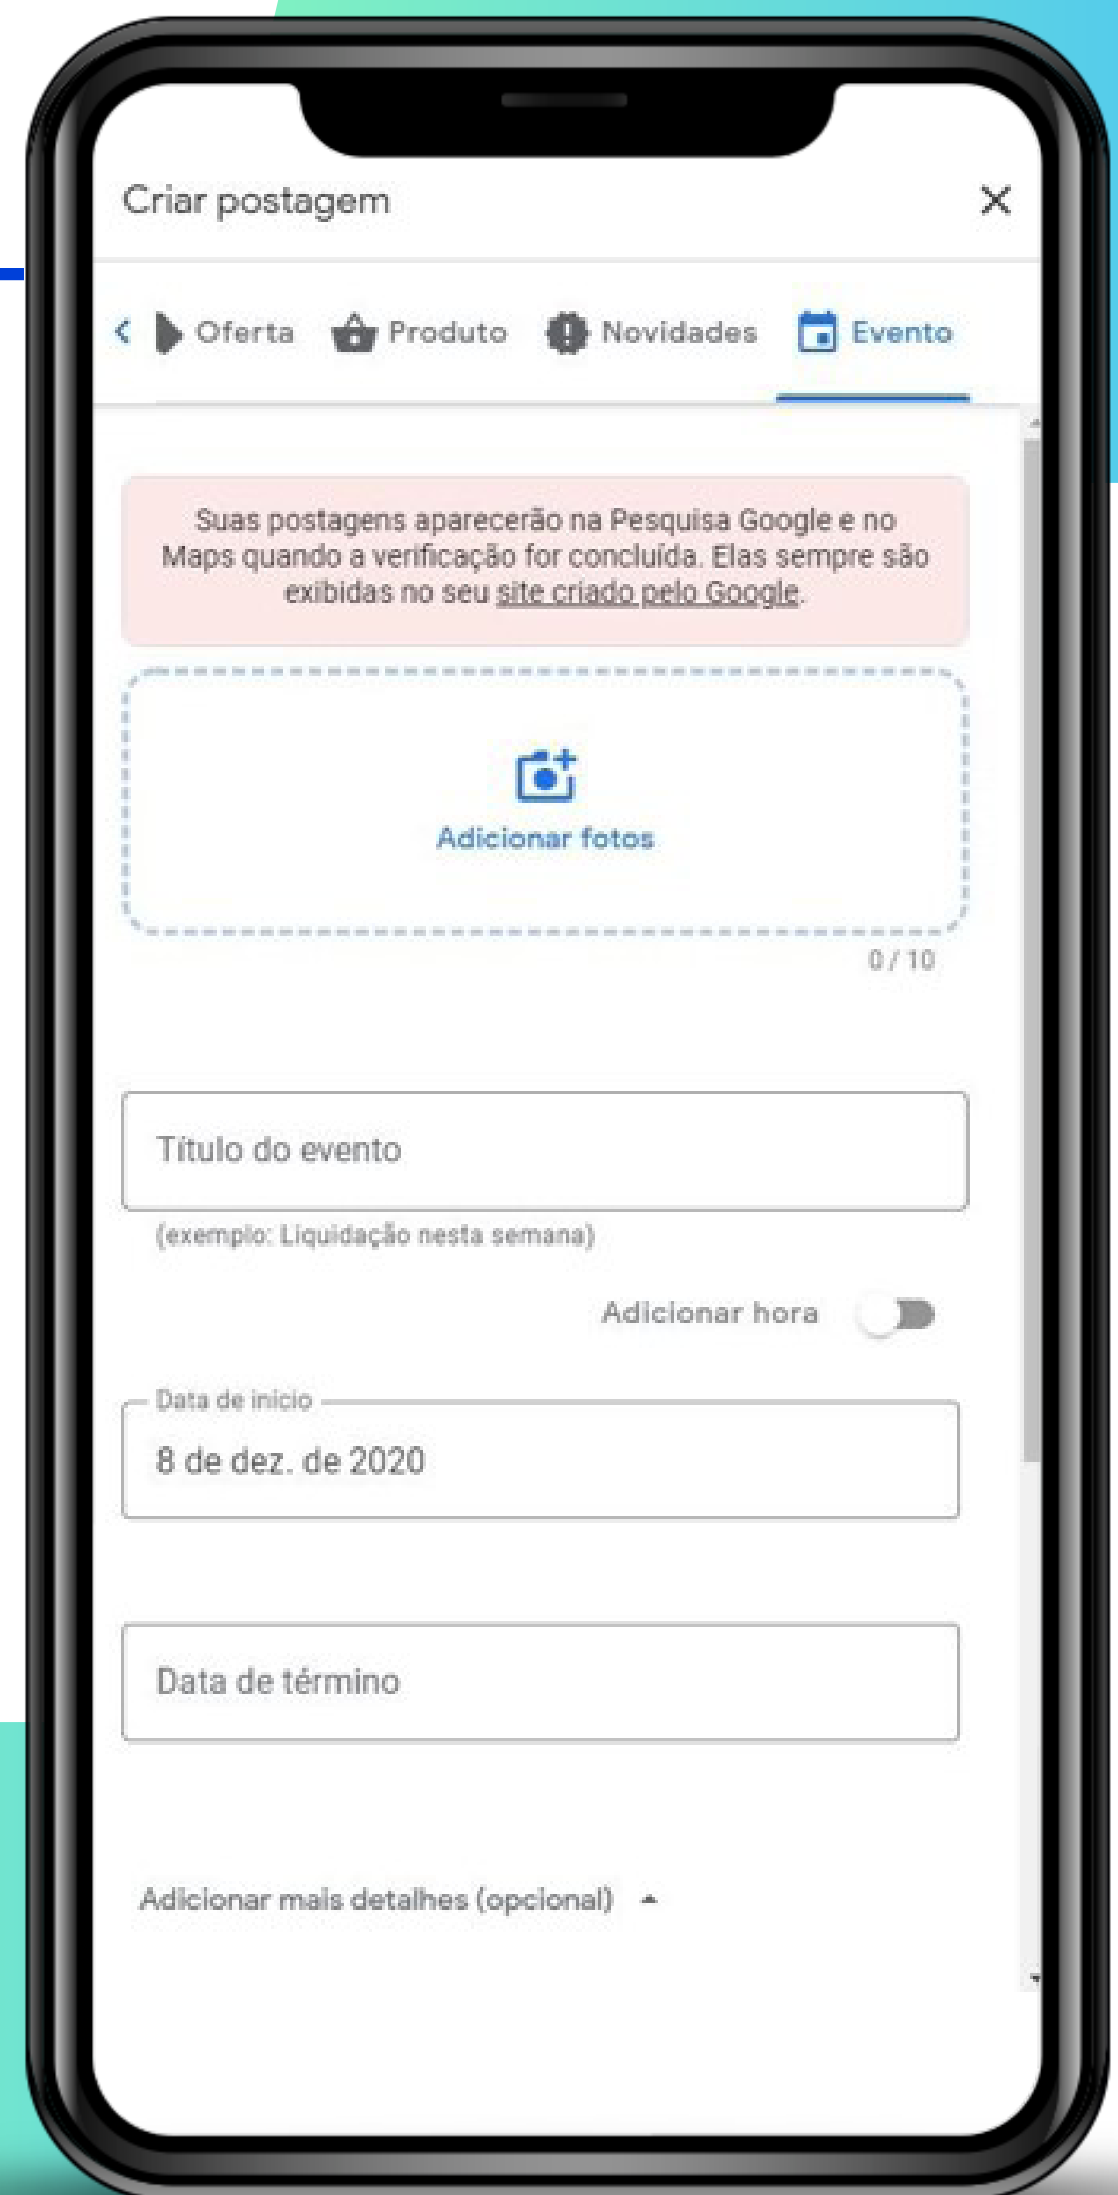 Criar postagem
Oferta Produto Novidades Evento
Suas postagens aparecerão na Pesquisa Google e no
Maps quando a verificação for concluída. Elas sempre são
exibidas no seu site criado pelo Google.
Adicionar fotos
0 / 10
Título do evento
(exemplo: Liquidação nesta semana)
Adicionar hora
Data de início
8 de dez. de 2020
Data de término
Adicionar mais detalhes (opcional)